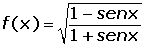 f(x) = √((1 − senx)/(1 + senx))